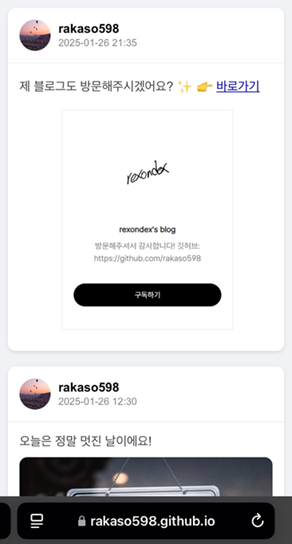 rakaso598
2025-01-26 21:35
제 블로그도 방문해주시겠어요? ✨ 👉 바로가기
rexondex
rexondex's blog
방문해주셔서 감사합니다! 깃허브:
https://github.com/rakaso598
구독하기
rakaso598
2025-01-26 12:30
오늘은 정말 멋진 날이에요!
rakaso598.github.io